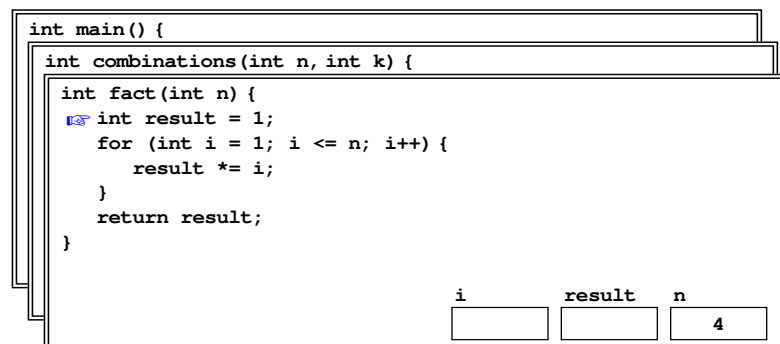 int main() {
int combinations(int n, int k) {
int fact(int n) {
☞ int result = 1;
for (int i = 1; i <= n; i++) {
result *= i;
}
return result;
}
i result n
4